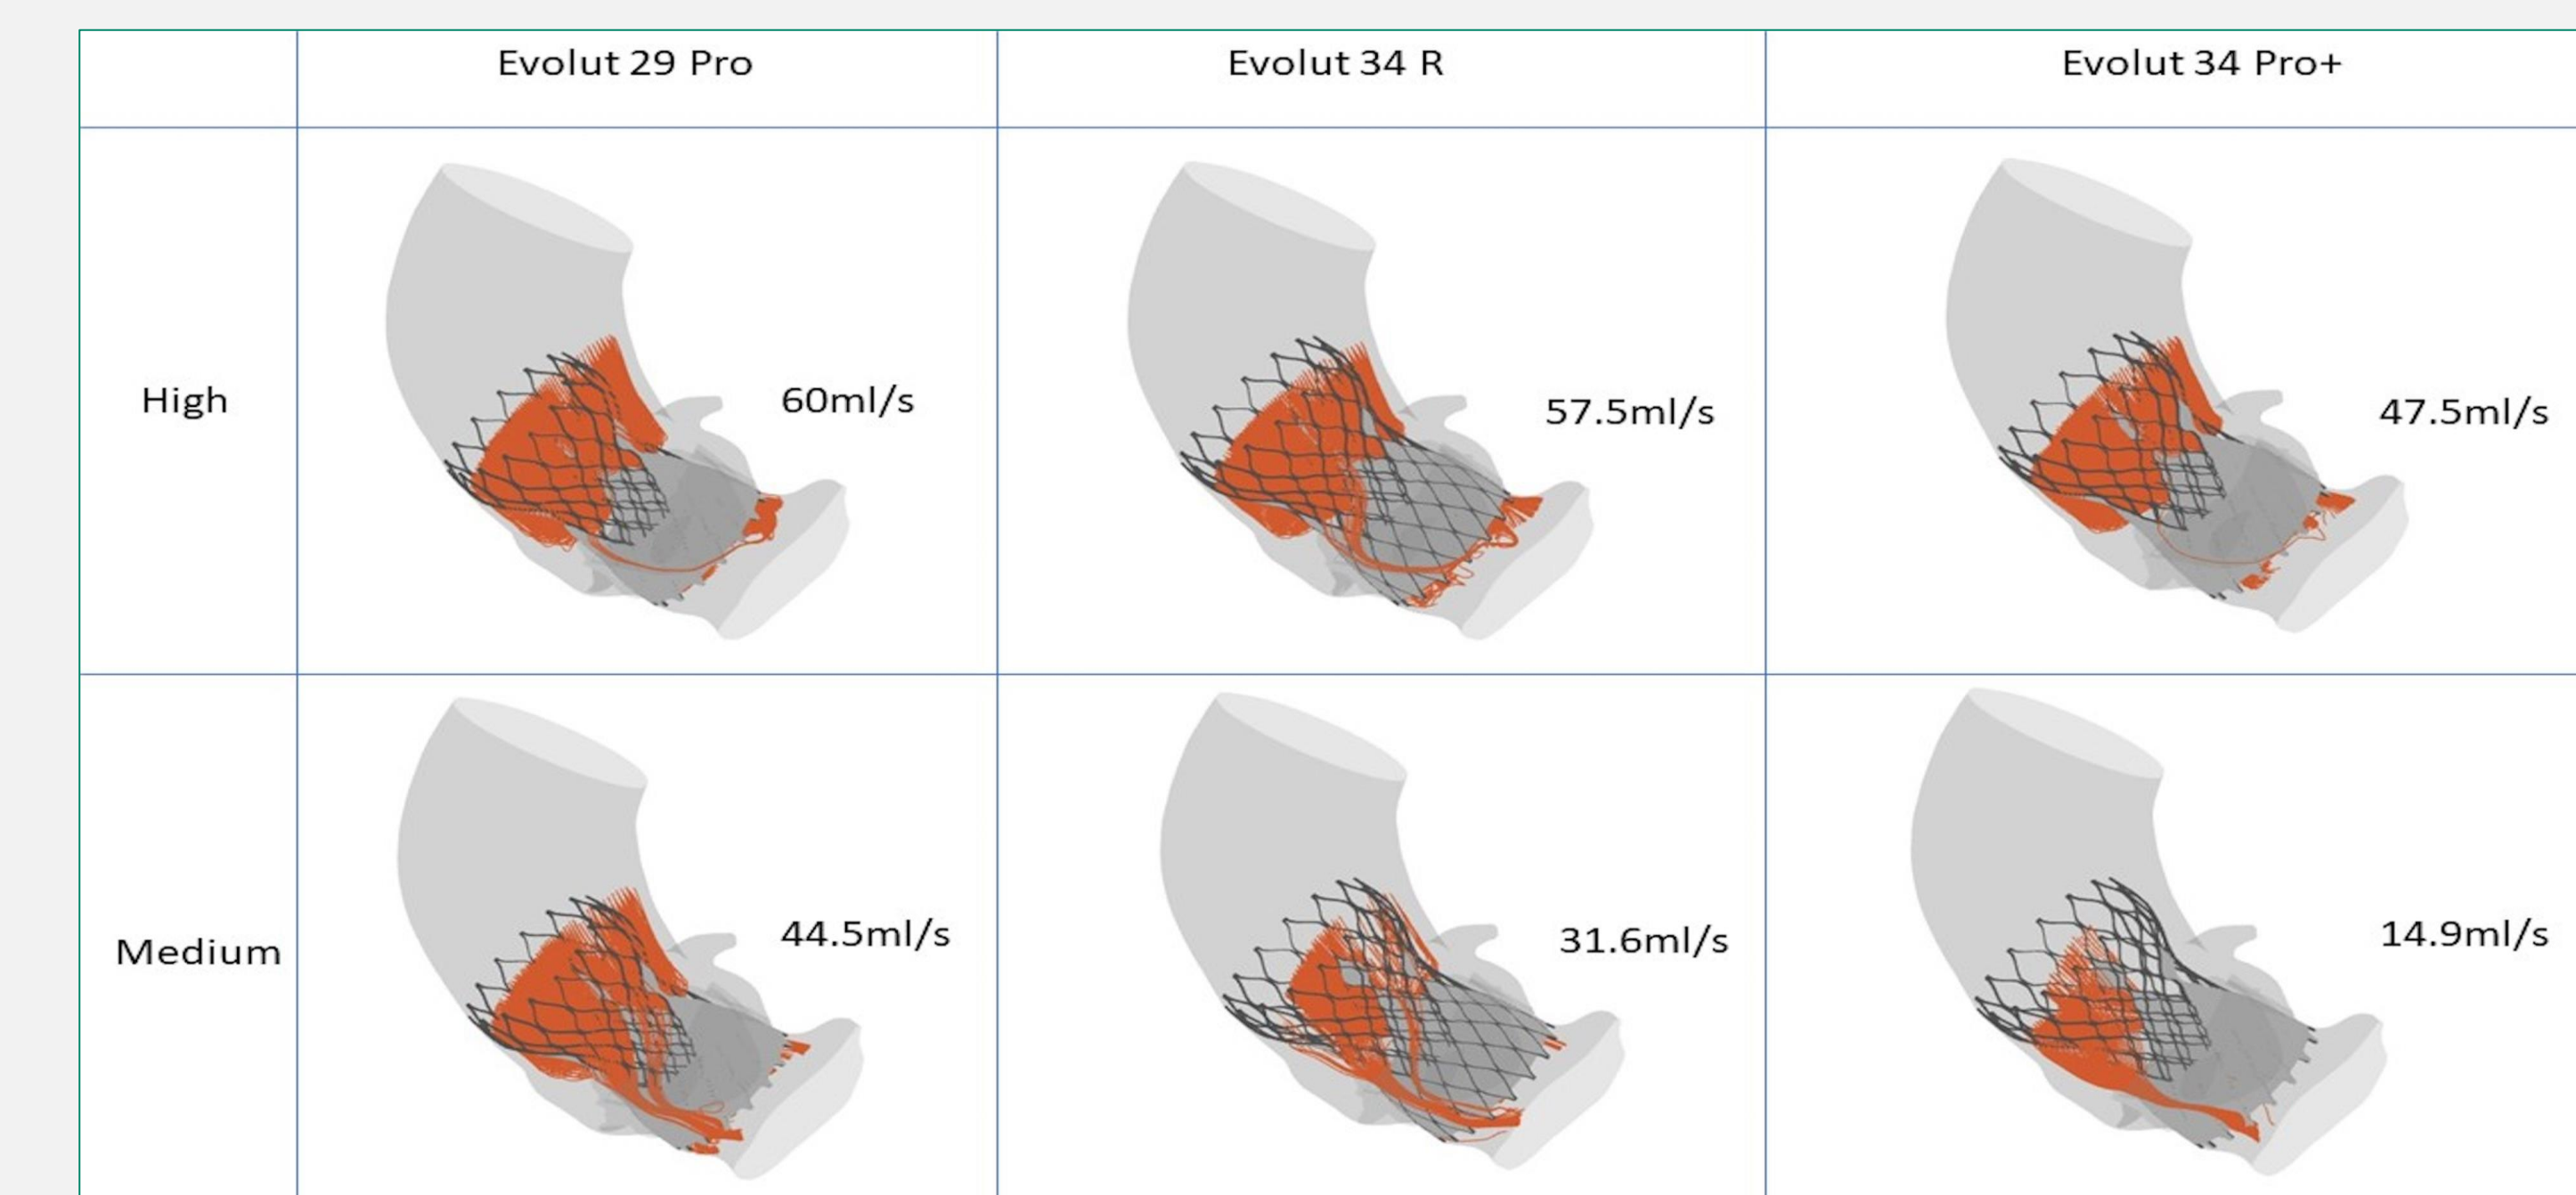 Evolut 29 Pro
Evolut 34 R
Evolut 34 Pro+
High
60ml/s
57.5ml/s
47.5ml/s
Medium
44.5ml/s
31.6ml/s
14.9ml/s